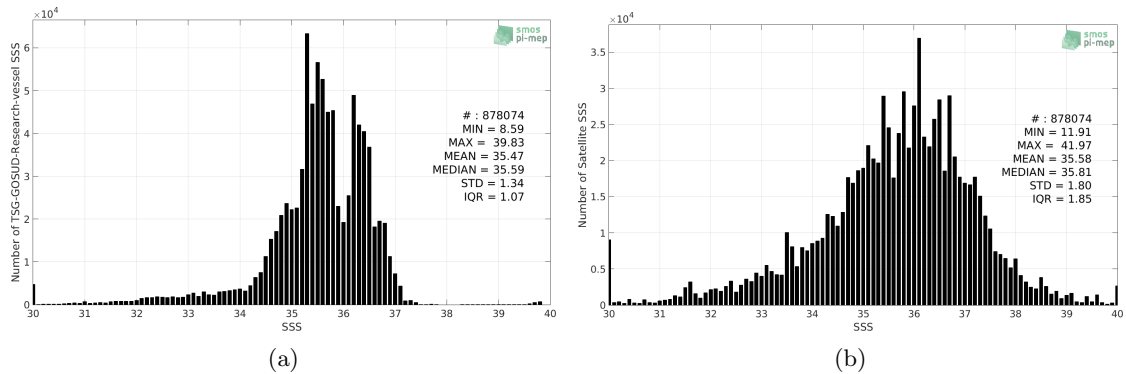 ×10⁴
smos
pi-mep
Number of TSG-GOSUD-Research-vessel SSS
6
5
4
3
2
1
0
# : 878074
MIN = 8.59
MAX = 39.83
MEAN = 35.47
MEDIAN = 35.59
STD = 1.34
IQR = 1.07
30 31 32 33 34 35 36 37 38 39 40
SSS
(a)
×10⁴
smos
pi-mep
Number of Satellite SSS
3.5
3
2.5
2
1.5
1
0.5
0
# : 878074
MIN = 11.91
MAX = 41.97
MEAN = 35.58
MEDIAN = 35.81
STD = 1.80
IQR = 1.85
30 31 32 33 34 35 36 37 38 39 40
SSS
(b)